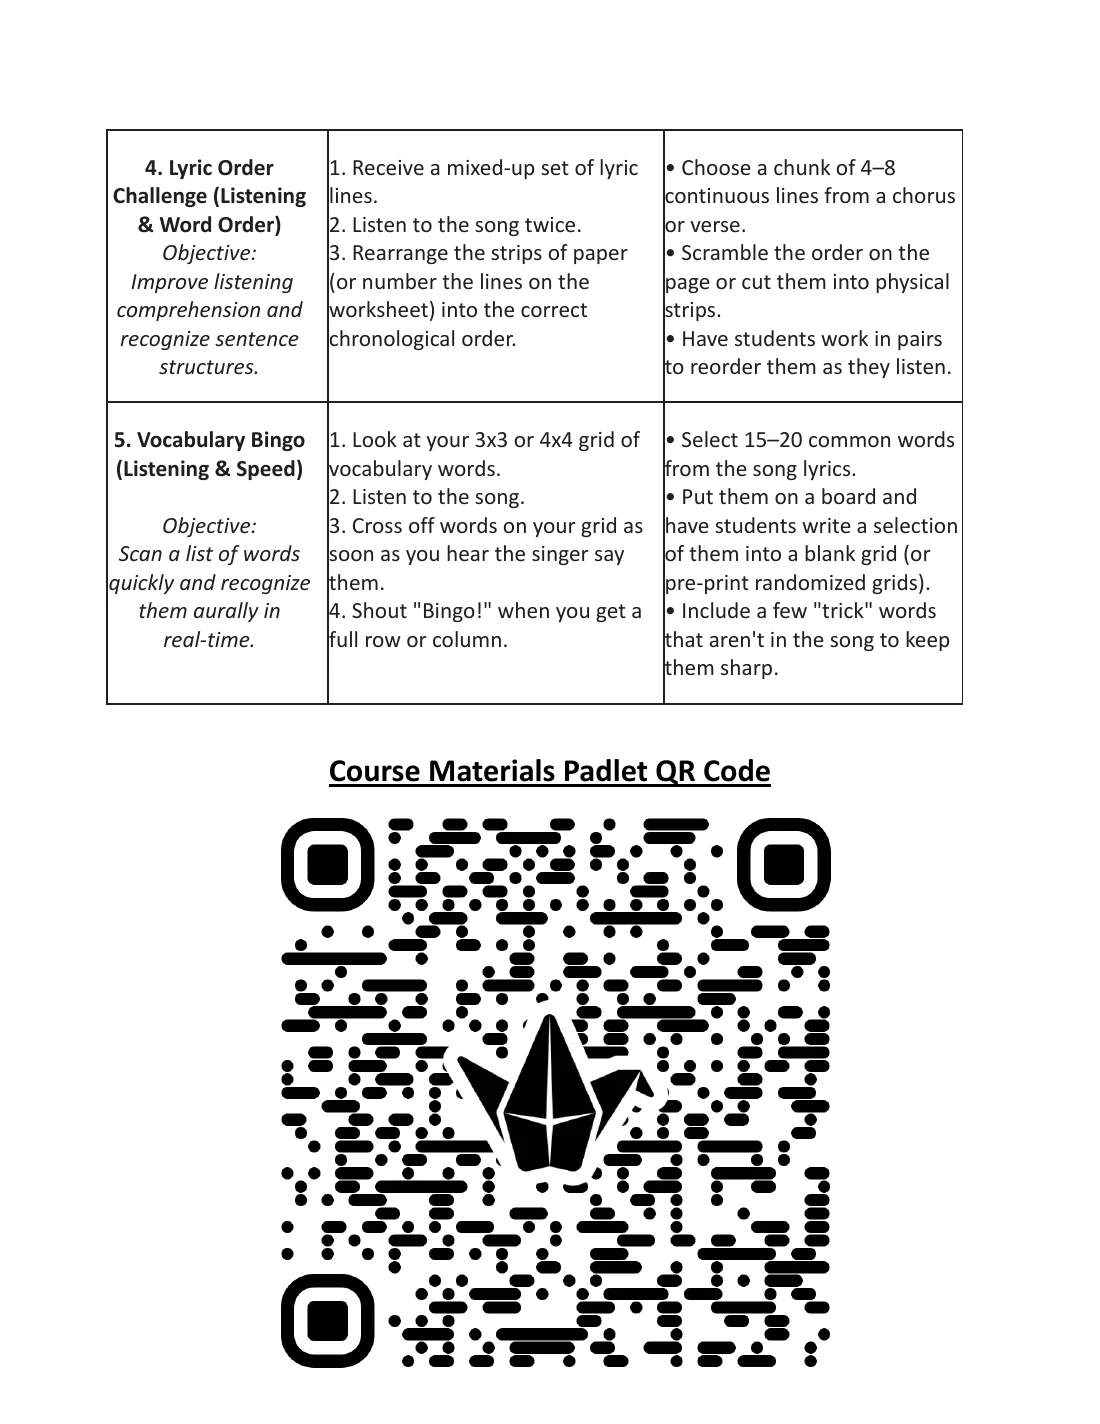 4. Lyric Order
Challenge (Listening
& Word Order)
Objective:
Improve listening
comprehension and
recognize sentence
structures.
1. Receive a mixed-up set of lyric
lines.
2. Listen to the song twice.
3. Rearrange the strips of paper
(or number the lines on the
worksheet) into the correct
chronological order.
• Choose a chunk of 4–8
continuous lines from a chorus
or verse.
• Scramble the order on the
page or cut them into physical
strips.
• Have students work in pairs
to reorder them as they listen.
5. Vocabulary Bingo
(Listening & Speed)
Objective:
Scan a list of words
quickly and recognize
them aurally in
real-time.
1. Look at your 3x3 or 4x4 grid of
vocabulary words.
2. Listen to the song.
3. Cross off words on your grid as
soon as you hear the singer say
them.
4. Shout "Bingo!" when you get a
full row or column.
• Select 15–20 common words
from the song lyrics.
• Put them on a board and
have students write a selection
of them into a blank grid (or
pre-print randomized grids).
• Include a few "trick" words
that aren't in the song to keep
them sharp.
Course Materials Padlet QR Code